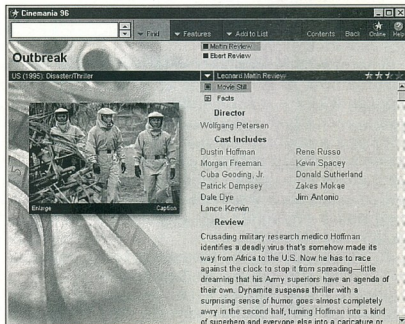 Cinemania 96
Find Features Add to List Contents Back Online Help
Maltin Review
Ebert Review
Outbreak
US (1995): Disaster/Thriller
Leonard Maltin Review
Movie Still
Facts
Director
Wolfgang Petersen
Cast Includes
Dustin Hoffman Rene Russo
Morgan Freeman. Kevin Spacey
Cuba Gooding, Jr. Donald Sutherland
Patrick Dempsey Zakes Mokae
Dale Dye Jim Antonio
Lance Kerwin
Enlarge Caption
Review
Crusading military research medico Hoffman
identifies a deadly virus that's somehow made its
way from Africa to the U.S. Now he has to race
against the clock to stop it from spreading—little
dreaming that his Army superiors have an agenda of
their own. Dynamite suspense thriller with a
surprising sense of humor goes almost completely
awry in the second half, turning Hoffman into a kind
of superhero and everyone else into a caricature or